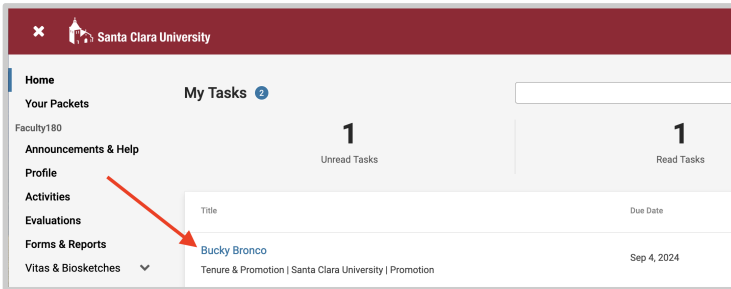 Santa Clara University
Home
Your Packets
Faculty180
Announcements & Help
Profile
Activities
Evaluations
Forms & Reports
Vitas & Biosketches
My Tasks 2
1
Unread Tasks
1
Read Tasks
Title
Due Date
Bucky Bronco
Tenure & Promotion | Santa Clara University | Promotion
Sep 4, 2024